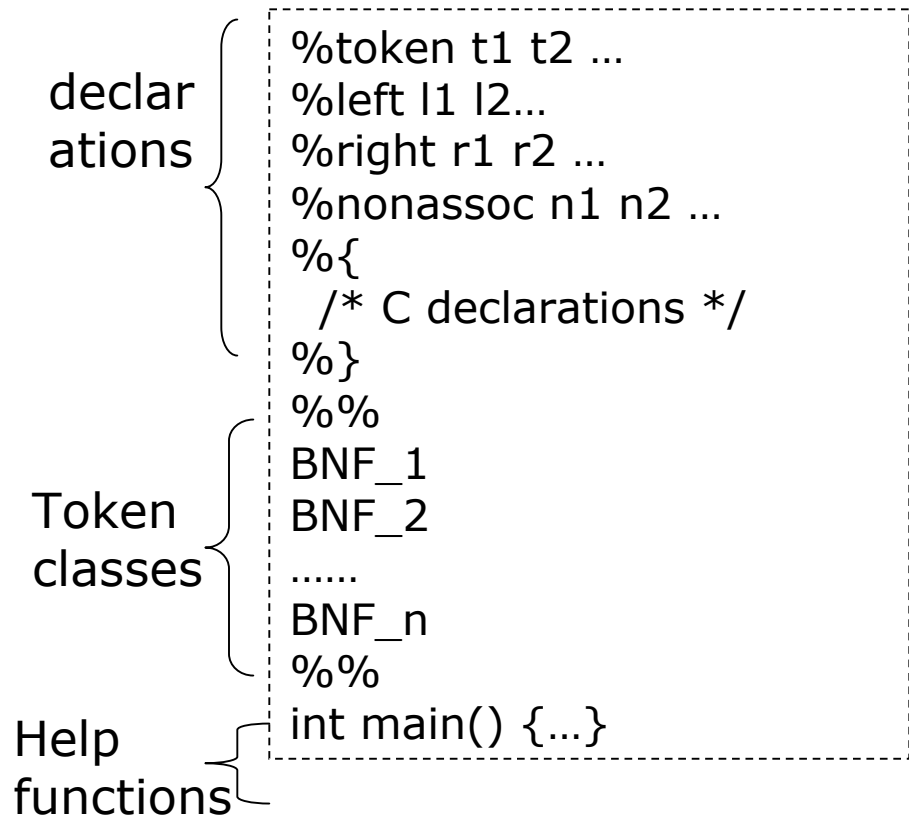 declar
ations
%token t1 t2 …
%left l1 l2…
%right r1 r2 …
%nonassoc n1 n2 …
%{
/* C declarations */
%}
%%
Token
classes
BNF_1
BNF_2
……
BNF_n
%%
Help
functions
int main() {…}